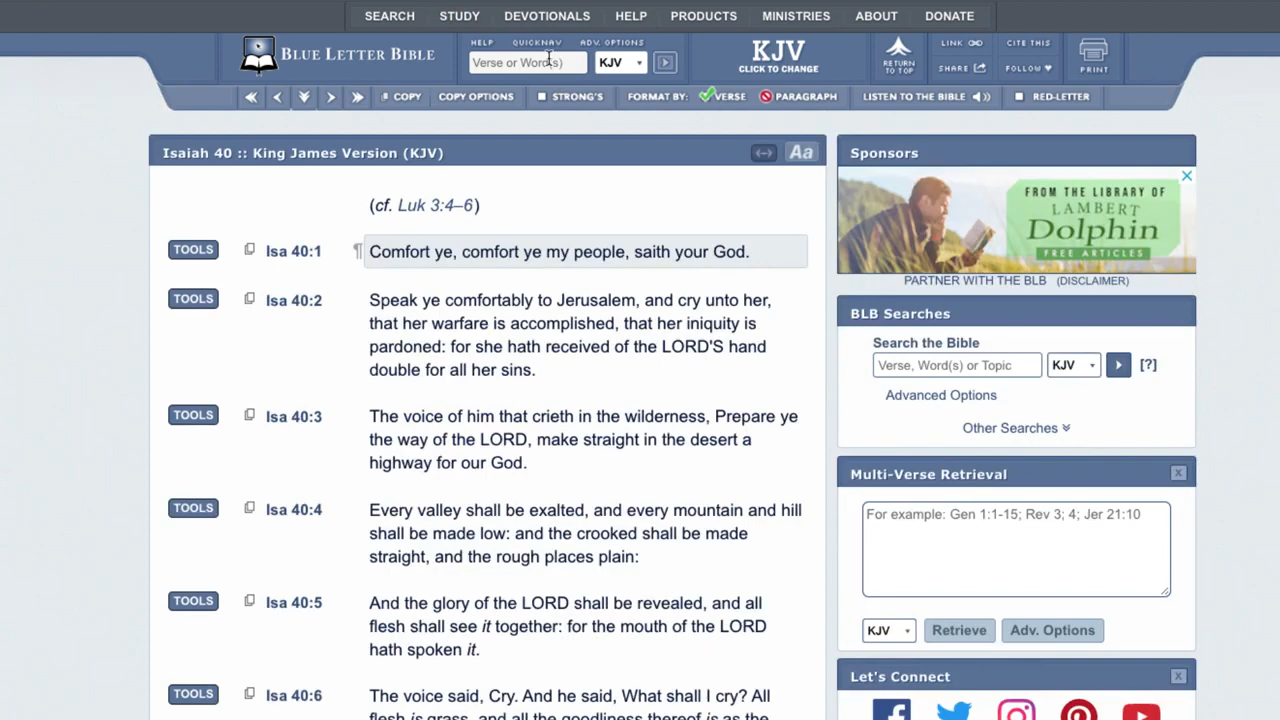 SEARCH STUDY DEVOTIONALS HELP PRODUCTS MINISTRIES ABOUT DONATE
BLUE LETTER BIBLE
HELP QUICKNAV ADV. OPTIONS
Verse or Word(s) KJV
KJV
CLICK TO CHANGE
RETURN
TO TOP
LINK
SHARE
CITE THIS
FOLLOW
PRINT
COPY COPY OPTIONS STRONG'S FORMAT BY: VERSE PARAGRAPH LISTEN TO THE BIBLE RED-LETTER
Isaiah 40 :: King James Version (KJV) Aa
(cf. Luk 3:4–6)
TOOLS Isa 40:1 ¶ Comfort ye, comfort ye my people, saith your God.
TOOLS Isa 40:2 Speak ye comfortably to Jerusalem, and cry unto her,
that her warfare is accomplished, that her iniquity is
pardoned: for she hath received of the LORD'S hand
double for all her sins.
TOOLS Isa 40:3 The voice of him that crieth in the wilderness, Prepare ye
the way of the LORD, make straight in the desert a
highway for our God.
TOOLS Isa 40:4 Every valley shall be exalted, and every mountain and hill
shall be made low: and the crooked shall be made
straight, and the rough places plain:
TOOLS Isa 40:5 And the glory of the LORD shall be revealed, and all
flesh shall see it together: for the mouth of the LORD
hath spoken it.
TOOLS Isa 40:6 The voice said, Cry. And he said, What shall I cry? All
flesh is grass, and all the goodliness thereof is as the
Sponsors
FROM THE LIBRARY OF
LAMBERT
Dolphin
FREE ARTICLES
PARTNER WITH THE BLB (DISCLAIMER)
BLB Searches
Search the Bible
Verse, Word(s) or Topic KJV [?]
Advanced Options
Other Searches
Multi-Verse Retrieval X
For example: Gen 1:1-15; Rev 3; 4; Jer 21:10
KJV Retrieve Adv. Options
Let's Connect X